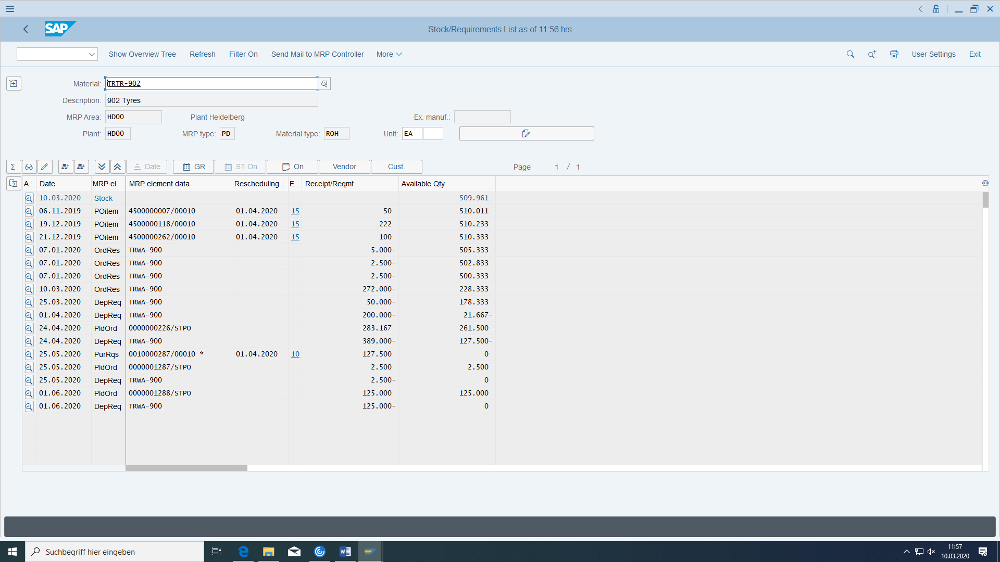 SAP
Stock/Requirements List as of 11:56 hrs
Show Overview Tree Refresh Filter On Send Mail to MRP Controller More User Settings Exit
Material: TRTR-902
Description: 902 Tyres
MRP Area: HD00 Plant Heidelberg Ex. manuf.:
Plant: HD00 MRP type: PD Material type: ROH Unit: EA
Σ Date GR ST On On Vendor Cust. Page 1 / 1
A... Date MRP el... MRP element data Rescheduling... E... Receipt/Reqmt Available Qty
10.03.2020 Stock 509.961
06.11.2019 POitem 4500000007/00010 01.04.2020 15 50 510.011
19.12.2019 POitem 4500000118/00010 01.04.2020 15 222 510.233
21.12.2019 POitem 4500000262/00010 01.04.2020 15 100 510.333
07.01.2020 OrdRes TRWA-900 5.000- 505.333
07.01.2020 OrdRes TRWA-900 2.500- 502.833
07.01.2020 OrdRes TRWA-900 2.500- 500.333
10.03.2020 OrdRes TRWA-900 272.000- 228.333
25.03.2020 DepReq TRWA-900 50.000- 178.333
01.04.2020 DepReq TRWA-900 200.000- 21.667-
24.04.2020 PldOrd 0000000226/STPO 283.167 261.500
24.04.2020 DepReq TRWA-900 389.000- 127.500-
25.05.2020 PurRqs 0010000287/00010 * 01.04.2020 10 127.500 0
25.05.2020 PldOrd 0000001287/STPO 2.500 2.500
25.05.2020 DepReq TRWA-900 2.500- 0
01.06.2020 PldOrd 0000001288/STPO 125.000 125.000
01.06.2020 DepReq TRWA-900 125.000- 0
Suchbegriff hier eingeben
11:57
10.03.2020